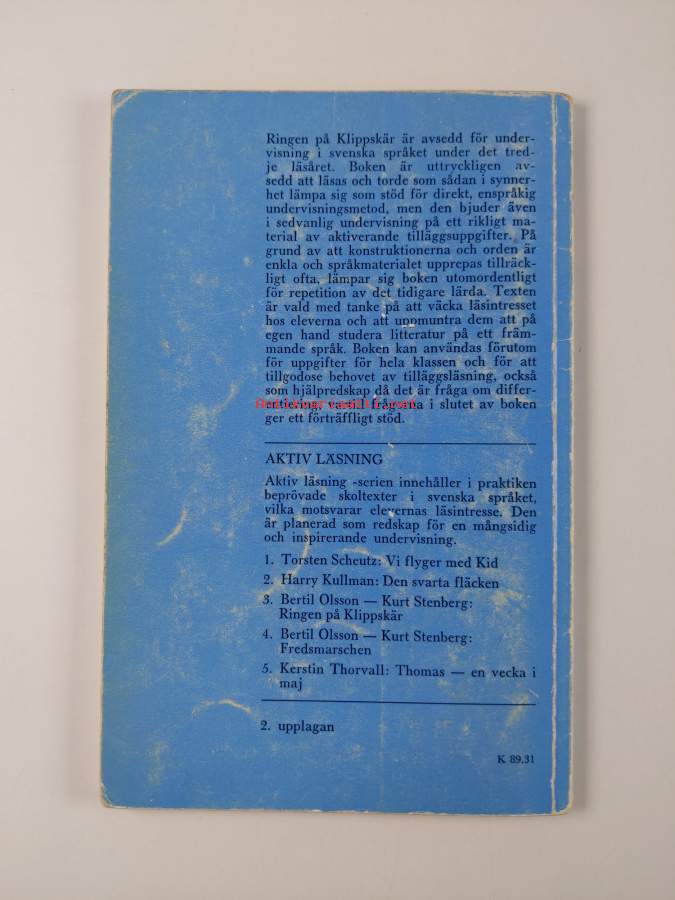 Ringen på Klippskär är avsedd för under-
visning i svenska språket under det tred-
je läsåret. Boken är uttryckligen av-
sedd att läsas och torde som sådan i synner-
het lämpa sig som stöd för direkt, enspråkig
undervisningsmetod, men den bjuder även
i sedvanlig undervisning på ett rikligt ma-
terial av aktiverande tilläggsuppgifter. På
grund av att konstruktionerna och orden är
enkla och språkmaterialet upprepas tillräck-
ligt ofta, lämpar sig boken utomordentligt
för repetition av det tidigare lärda. Texten
är vald med tanke på att väcka läsintresset
hos eleverna och att uppmuntra dem att på
egen hand studera litteratur på ett främ-
mande språk. Boken kan användas förutom
för uppgifter för hela klassen och för att
tillgodose behovet av tilläggsläsning, också
som hjälpredskap då det är fråga om differ-
frågorna i slutet av boken
ger ett förträffligt stöd.
AKTIV LÄSNING
Aktiv läsning -serien innehåller i praktiken
beprövade skoltexter i svenska språket,
vilka motsvarar elevernas läsintresse. Den
är planerad som redskap för en mångsidig
och inspirerande undervisning.
1. Torsten Scheutz: Vi flyger med Kid
2. Harry Kullman: Den svarta fläcken
3. Bertil Olsson — Kurt Stenberg:
Ringen på Klippskär
4. Bertil Olsson — Kurt Stenberg:
Fredsmarschen
5. Kerstin Thorvall: Thomas — en vecka i
maj
2. upplagan
K 89.31